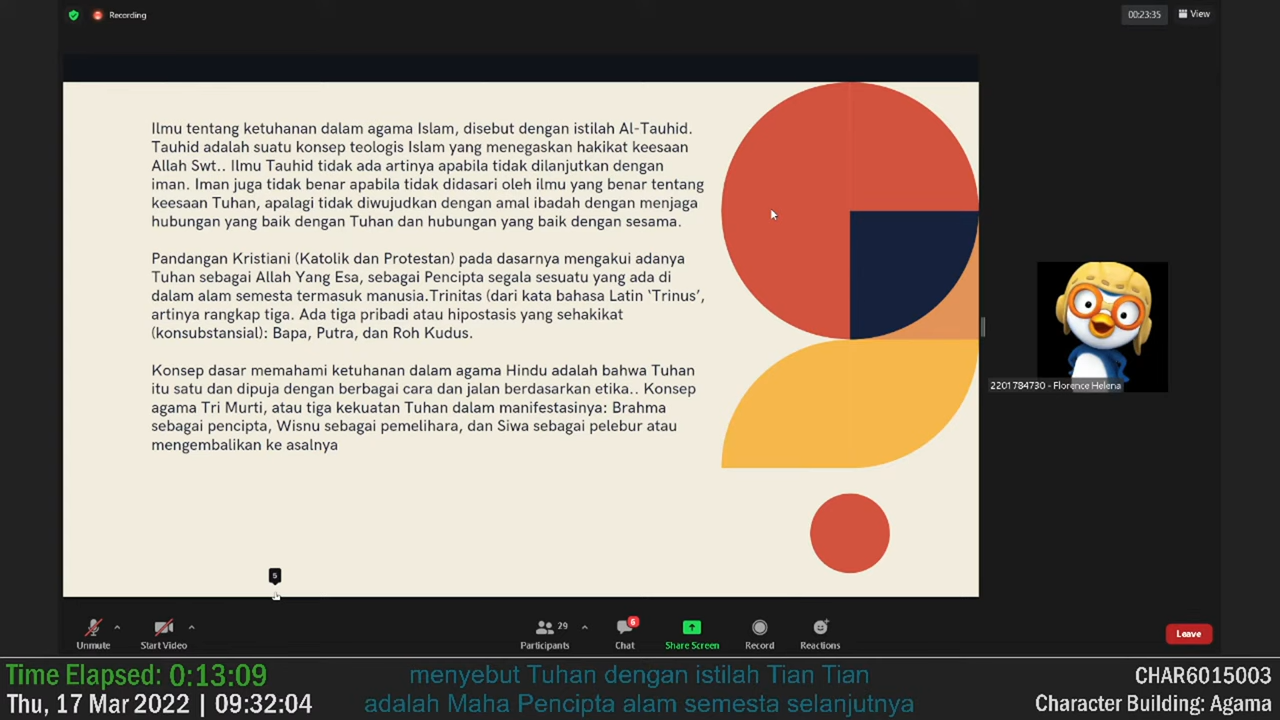 Recording
00:23:35
View
Ilmu tentang ketuhanan dalam agama Islam, disebut dengan istilah Al-Tauhid.
Tauhid adalah suatu konsep teologis Islam yang menegaskan hakikat keesaan
Allah Swt.. Ilmu Tauhid tidak ada artinya apabila tidak dilanjutkan dengan
iman. Iman juga tidak benar apabila tidak didasari oleh ilmu yang benar tentang
keesaan Tuhan, apalagi tidak diwujudkan dengan amal ibadah dengan menjaga
hubungan yang baik dengan Tuhan dan hubungan yang baik dengan sesama.
Pandangan Kristiani (Katolik dan Protestan) pada dasarnya mengakui adanya
Tuhan sebagai Allah Yang Esa, sebagai Pencipta segala sesuatu yang ada di
dalam alam semesta termasuk manusia.Trinitas (dari kata bahasa Latin ‘Trinus’,
artinya rangkap tiga. Ada tiga pribadi atau hipostasis yang sehakikat
(konsubstansial): Bapa, Putra, dan Roh Kudus.
Konsep dasar memahami ketuhanan dalam agama Hindu adalah bahwa Tuhan
itu satu dan dipuja dengan berbagai cara dan jalan berdasarkan etika.. Konsep
agama Tri Murti, atau tiga kekuatan Tuhan dalam manifestasinya: Brahma
sebagai pencipta, Wisnu sebagai pemelihara, dan Siwa sebagai pelebur atau
mengembalikan ke asalnya
2201784730 - Florence Helena
5
29
6
Unmute
Start Video
Participants
Chat
Share Screen
Record
Reactions
Leave
Time Elapsed: 0:13:09
Thu, 17 Mar 2022 | 09:32:04
menyebut Tuhan dengan istilah Tian Tian
adalah Maha Pencipta alam semesta selanjutnya
CHAR6015003
Character Building: Agama